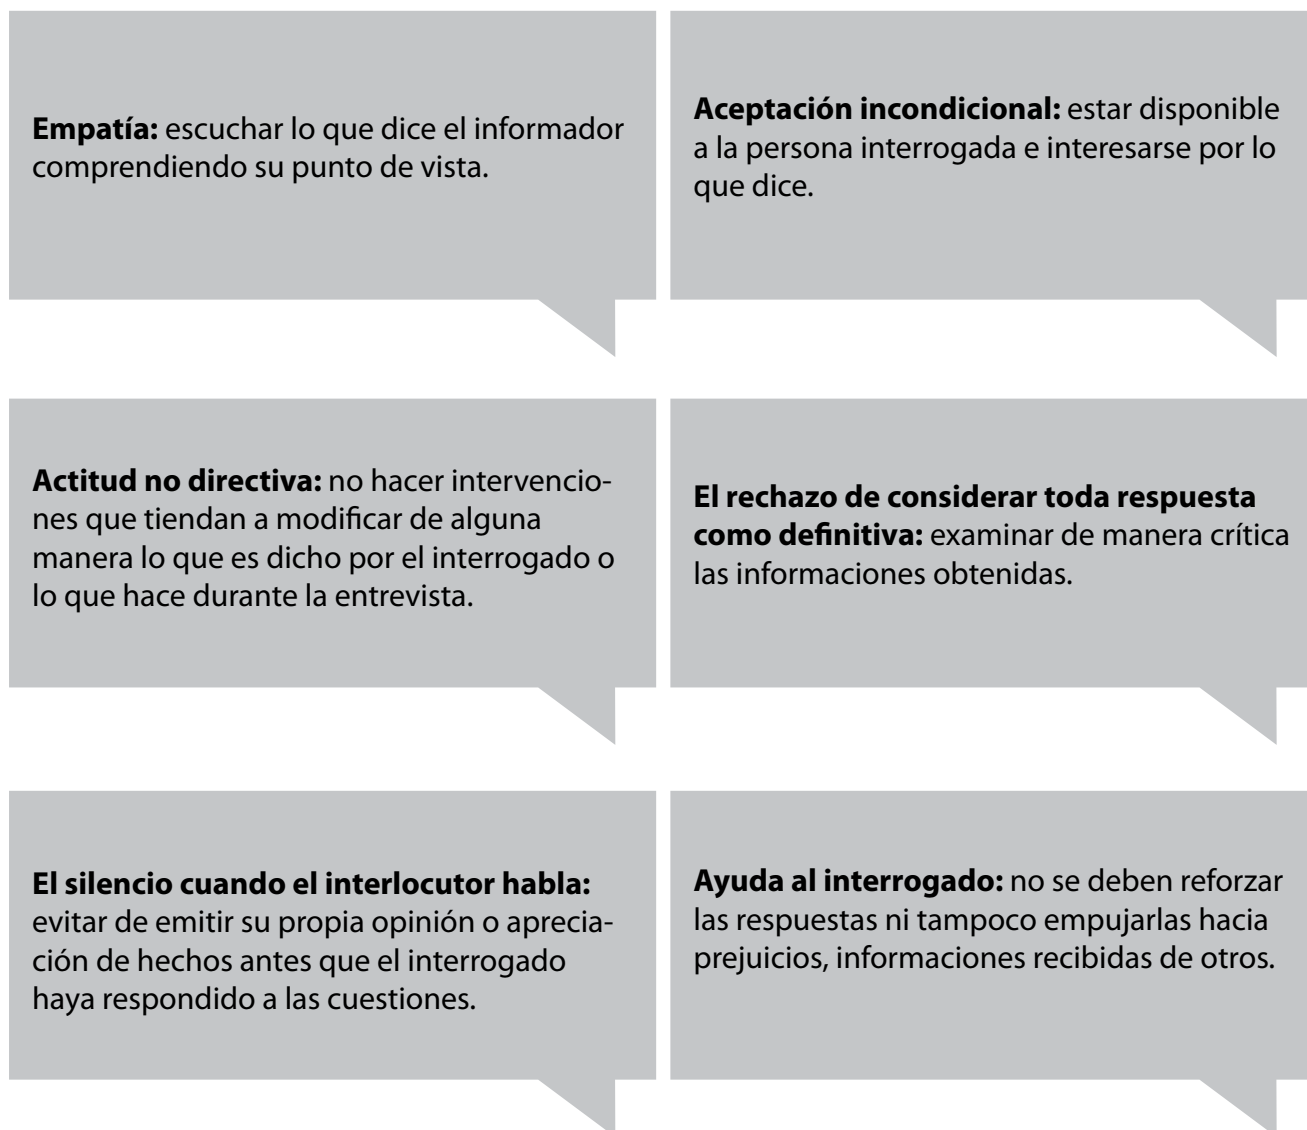 Empatía: escuchar lo que dice el informador
comprendiendo su punto de vista.
Aceptación incondicional: estar disponible
a la persona interrogada e interesarse por lo
que dice.
Actitud no directiva: no hacer intervencio-
nes que tiendan a modificar de alguna
manera lo que es dicho por el interrogado o
lo que hace durante la entrevista.
El rechazo de considerar toda respuesta
como definitiva: examinar de manera crítica
las informaciones obtenidas.
El silencio cuando el interlocutor habla:
evitar de emitir su propia opinión o aprecia-
ción de hechos antes que el interrogado
haya respondido a las cuestiones.
Ayuda al interrogado: no se deben reforzar
las respuestas ni tampoco empujarlas hacia
prejuicios, informaciones recibidas de otros.